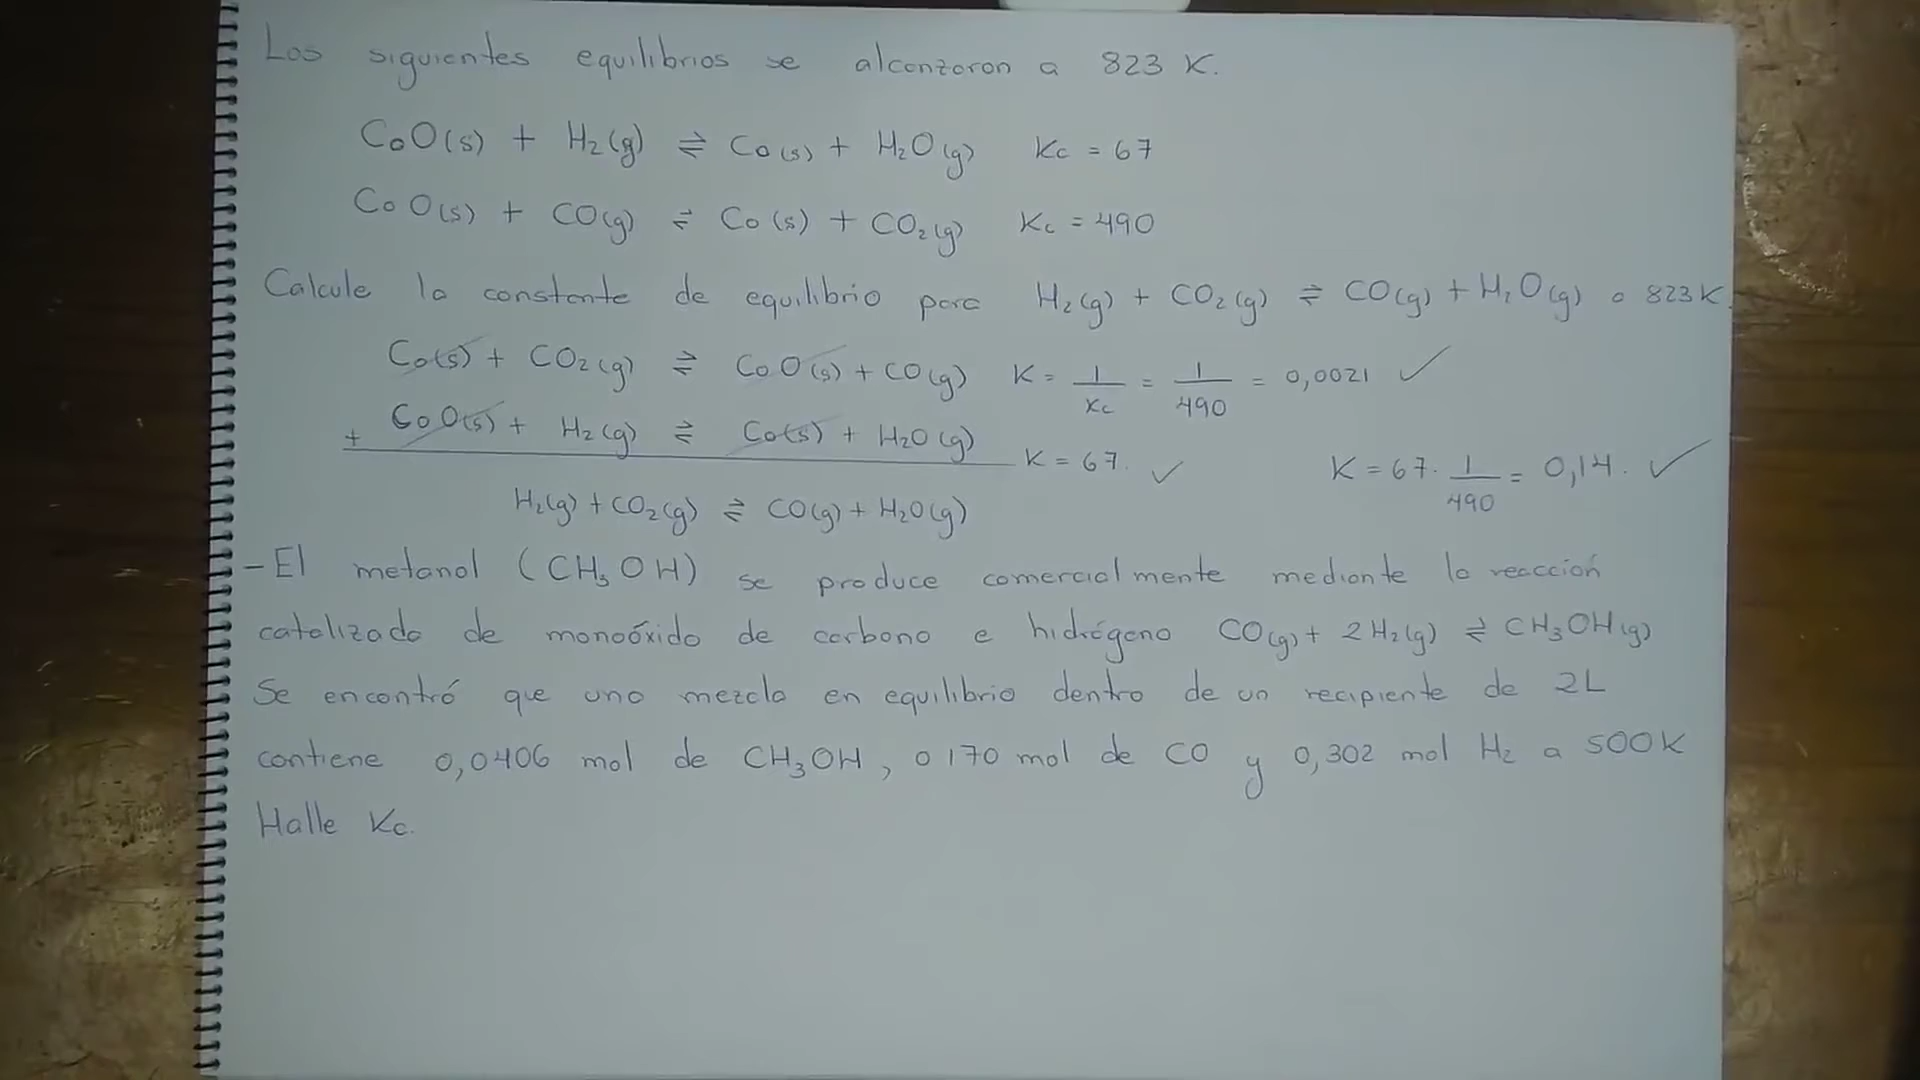 Los siguientes equilibrios se alcanzaron a 823 K.
CoO(s) + H₂(g) ⇌ Co(s) + H₂O(g) Kc = 67
CoO(s) + CO(g) ⇌ Co(s) + CO₂(g) Kc = 490
Calcule la constante de equilibrio para H₂(g) + CO₂(g) ⇌ CO(g) + H₂O(g) a 823K
Co(s) + CO₂(g) ⇌ CoO(s) + CO(g) K = 1/Kc = 1/490 = 0,0021 ✓
+ CoO(s) + H₂(g) ⇌ Co(s) + H₂O(g) K = 67. ✓ K = 67 · 1/490 = 0,14. ✓
H₂(g) + CO₂(g) ⇌ CO(g) + H₂O(g)
- El metanol (CH₃OH) se produce comercialmente mediante la reacción
catalizada de monoóxido de carbono e hidrógeno CO(g) + 2H₂(g) ⇌ CH₃OH(g)
Se encontró que una mezcla en equilibrio dentro de un recipiente de 2L
contiene 0,0406 mol de CH₃OH, 0 170 mol de CO y 0,302 mol H₂ a 500K
Halle Kc.